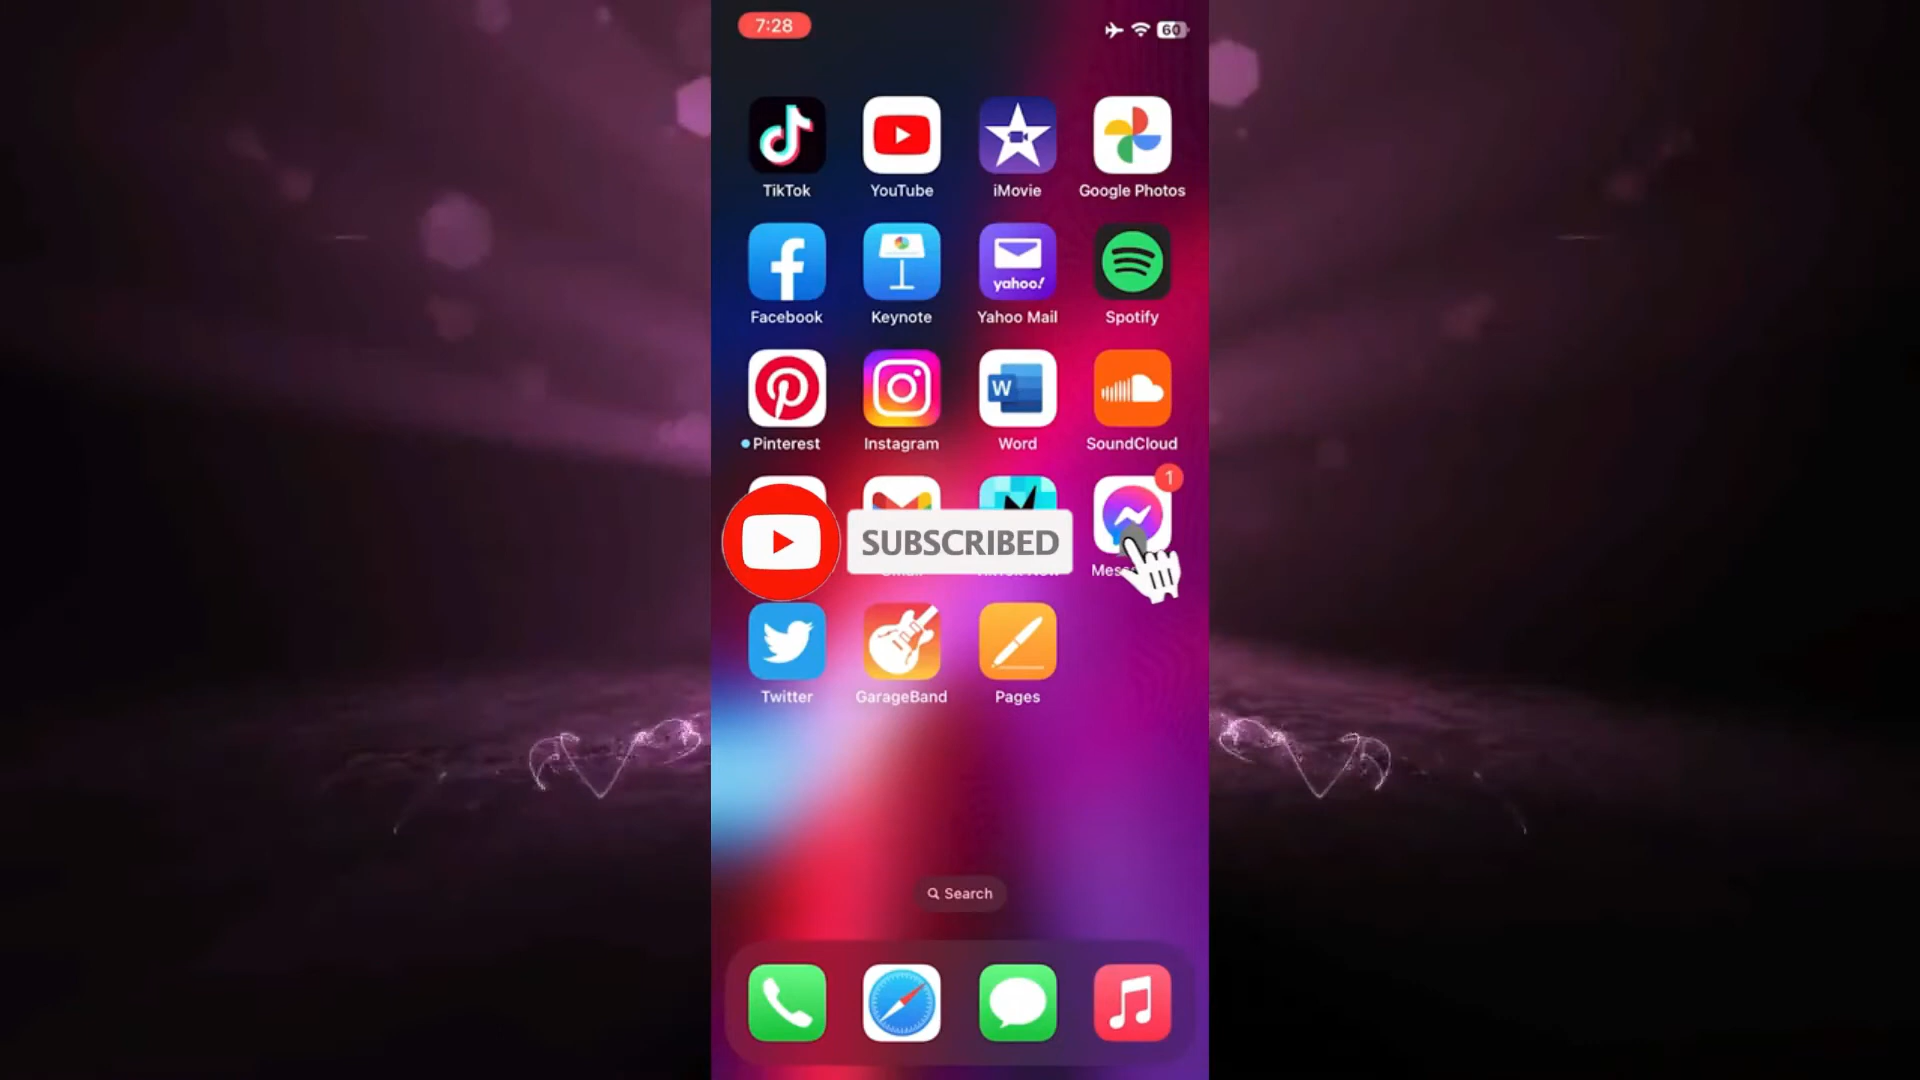 7:28
60
TikTok
YouTube
iMovie
Google Photos
yahoo!
Facebook
Keynote
Yahoo Mail
Spotify
W
Pinterest
Instagram
Word
SoundCloud
1
SUBSCRIBED
Twitter
GarageBand
Pages
Search